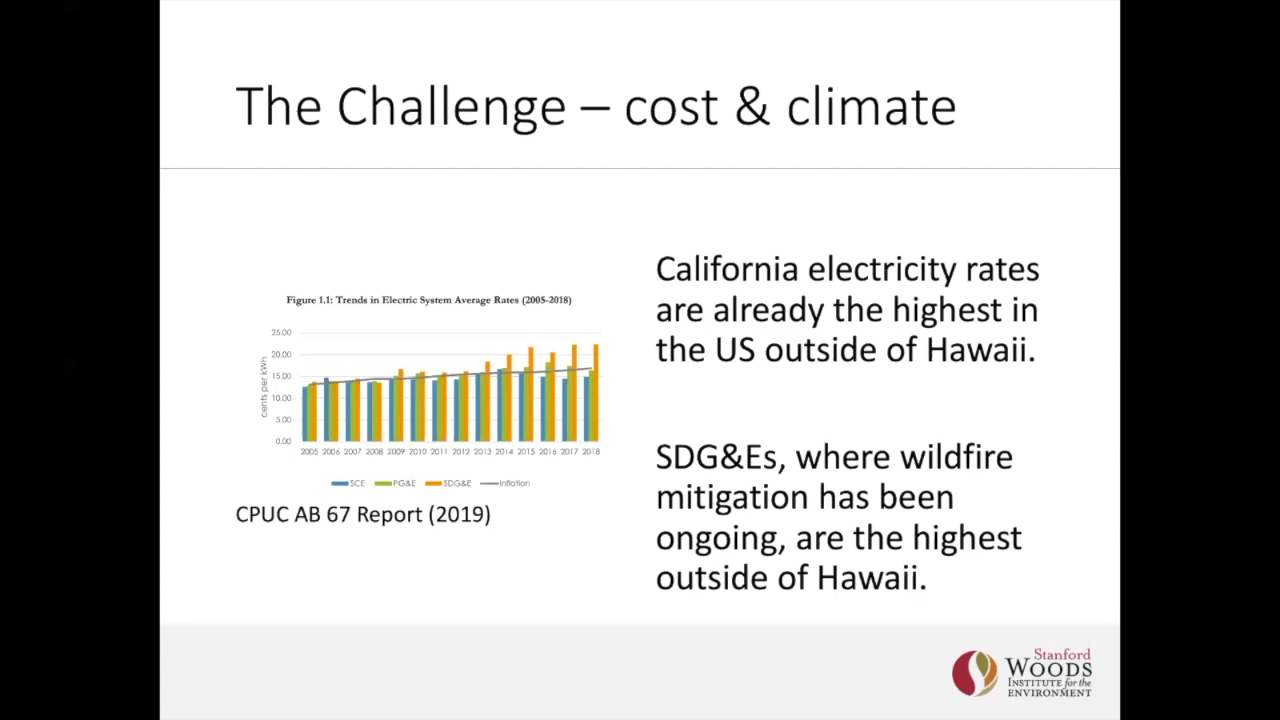 The Challenge – cost & climate
Figure 1.1: Trends in Electric System Average Rates (2005-2018)
25.00
20.00
15.00
10.00
5.00
0.00
cents per kWh
2005 2006 2007 2008 2009 2010 2011 2012 2013 2014 2015 2016 2017 2018
SCE PG&E SDG&E Inflation
CPUC AB 67 Report (2019)
California electricity rates
are already the highest in
the US outside of Hawaii.
SDG&Es, where wildfire
mitigation has been
ongoing, are the highest
outside of Hawaii.
Stanford
WOODS
INSTITUTE for the
ENVIRONMENT